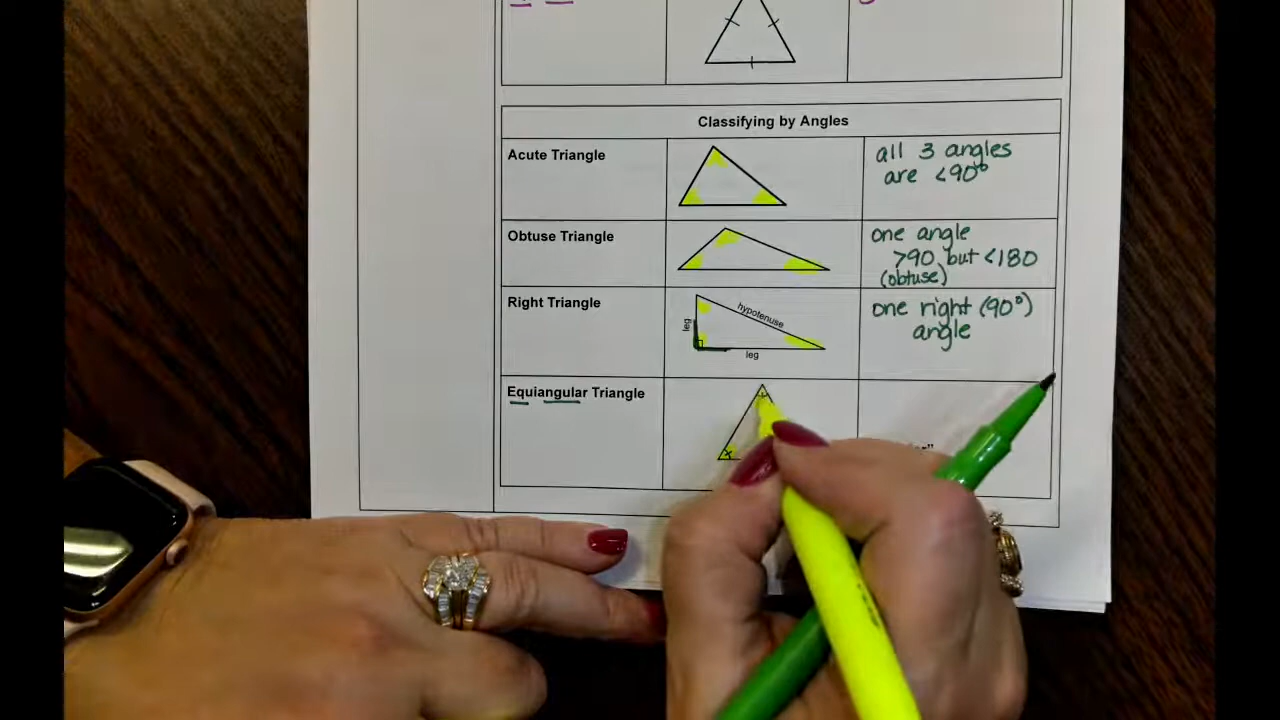 Classifying by Angles
Acute Triangle
all 3 angles
are <90°
Obtuse Triangle
one angle
>90 but <180
(obtuse)
Right Triangle
leg
hypotenuse
leg
one right (90°)
angle
Equiangular Triangle